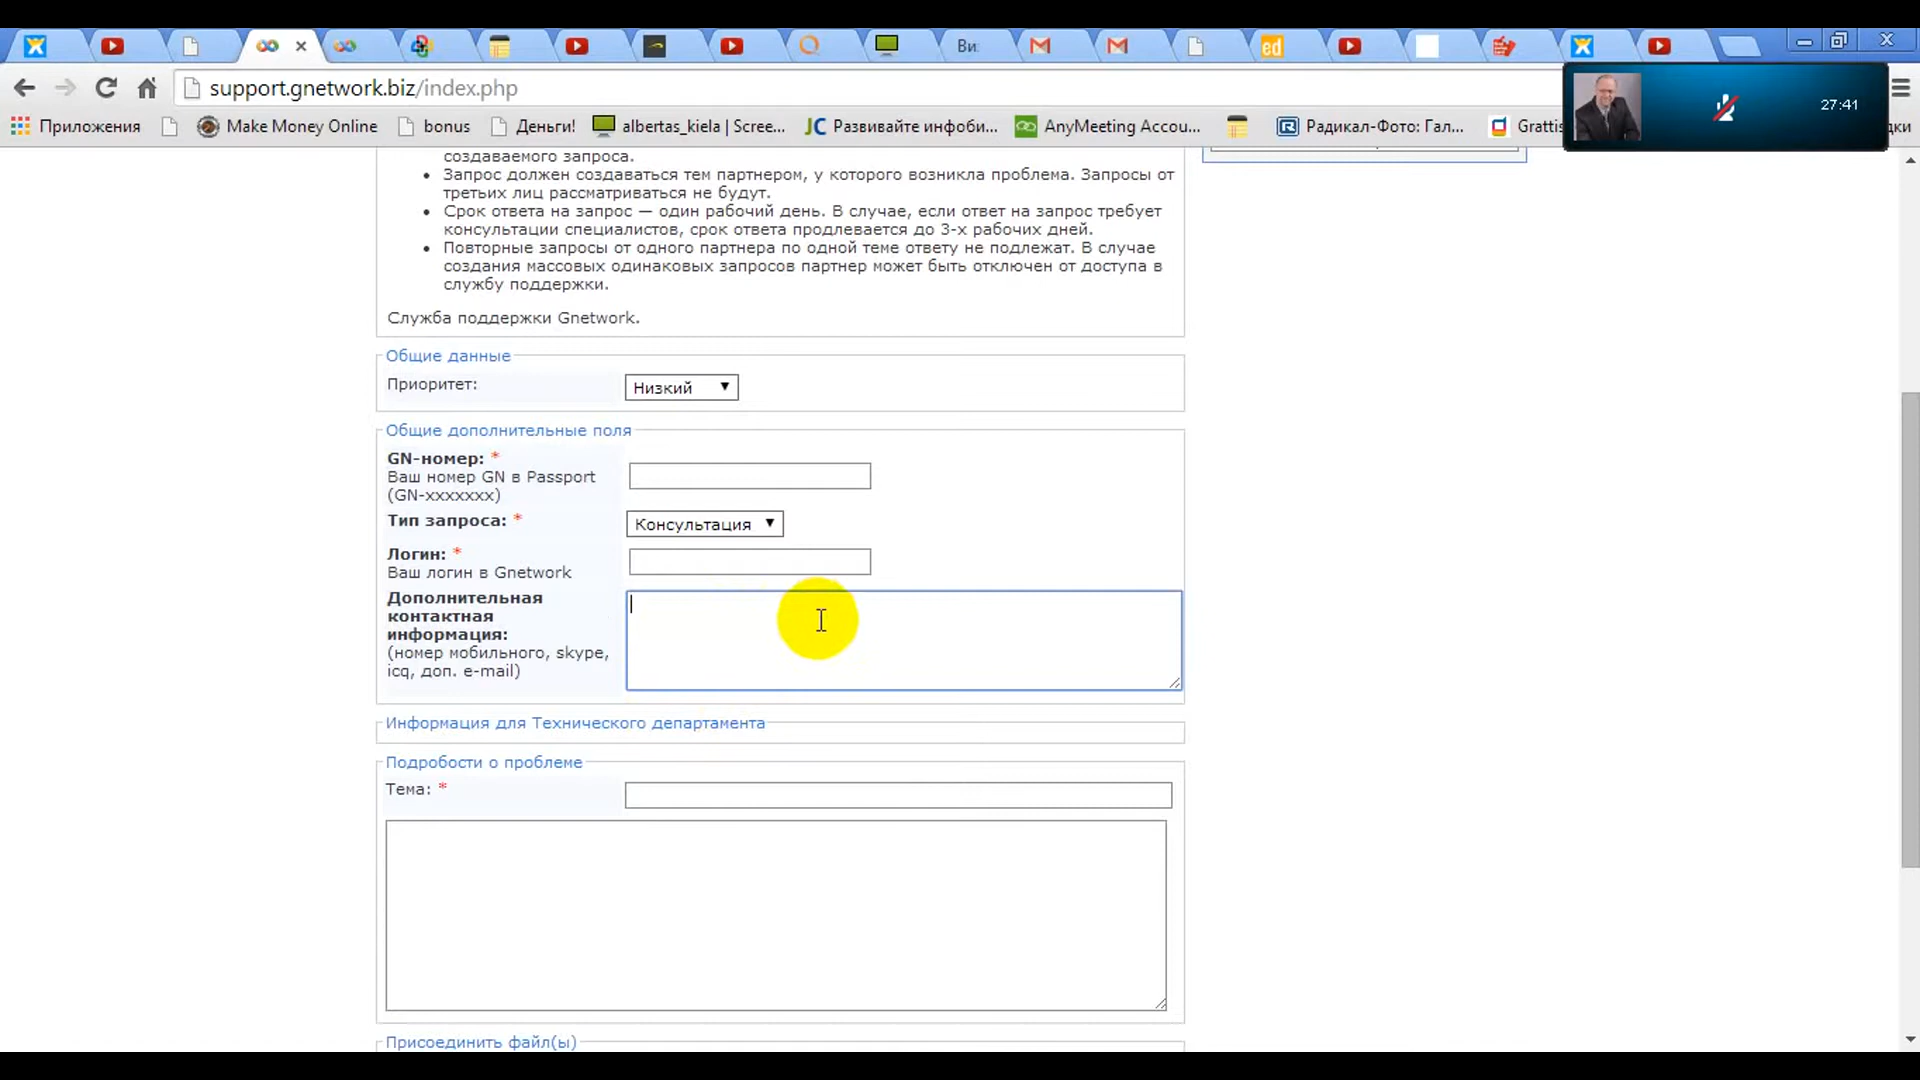 Ви
ed
support.gnetwork.biz/index.php
27:41
Приложения
Make Money Online
bonus
Деньги!
albertas_kiela | Scree...
JC Развивайте инфоби...
AnyMeeting Accou...
Радикал-Фото: Гал...
Grattis
дки
создаваемого запроса.
• Запрос должен создаваться тем партнером, у которого возникла проблема. Запросы от
третьих лиц рассматриваться не будут.
• Срок ответа на запрос — один рабочий день. В случае, если ответ на запрос требует
консультации специалистов, срок ответа продлевается до 3-х рабочих дней.
• Повторные запросы от одного партнера по одной теме ответу не подлежат. В случае
создания массовых одинаковых запросов партнер может быть отключен от доступа в
службу поддержки.
Служба поддержки Gnetwork.
Общие данные
Приоритет:
Низкий
Общие дополнительные поля
GN-номер: *
Ваш номер GN в Passport
(GN-xxxxxxx)
Тип запроса: *
Консультация
Логин: *
Ваш логин в Gnetwork
Дополнительная
контактная
информация:
(номер мобильного, skype,
icq, доп. e-mail)
Информация для Технического департамента
Подробости о проблеме
Тема: *
Присоединить файл(ы)